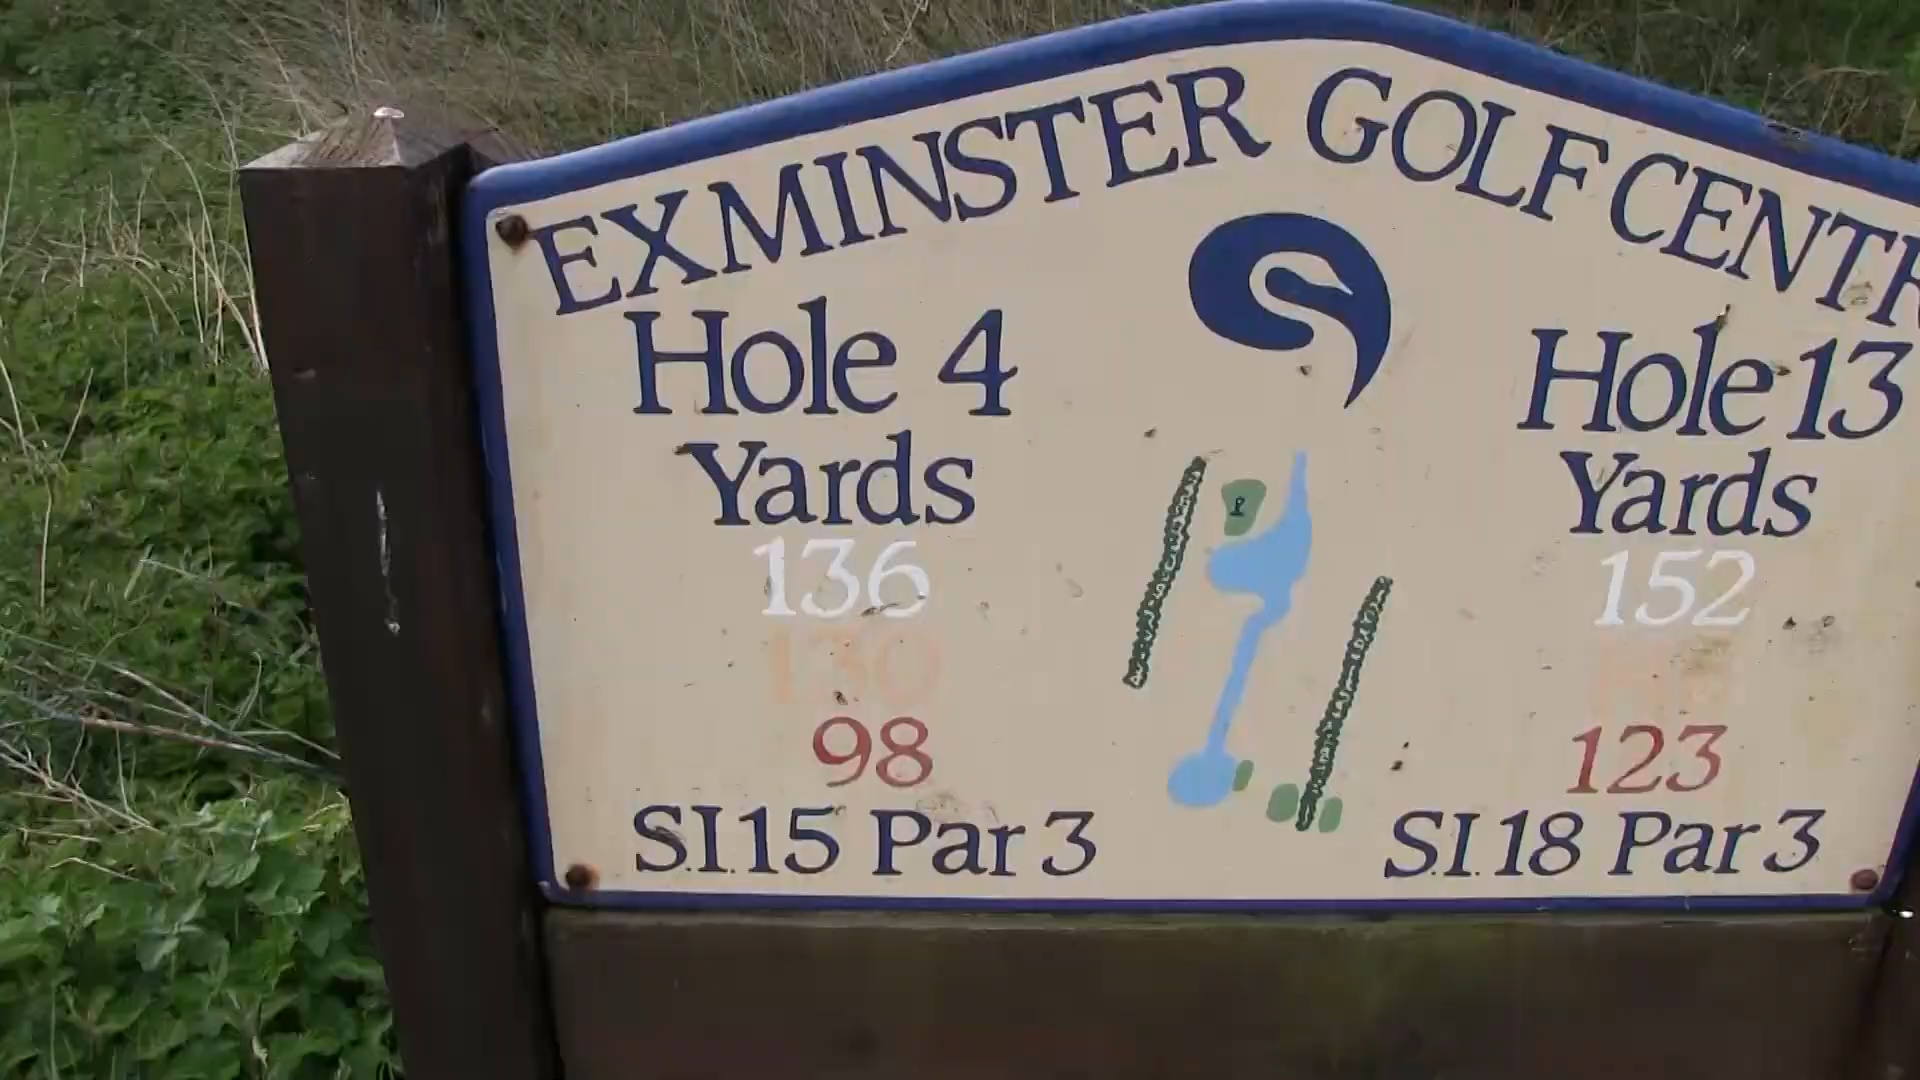 EXMINSTER GOLF CENTR
Hole 4
Yards
136
130
98
S.I.15 Par 3
Hole 13
Yards
152
123
S.I.18 Par 3